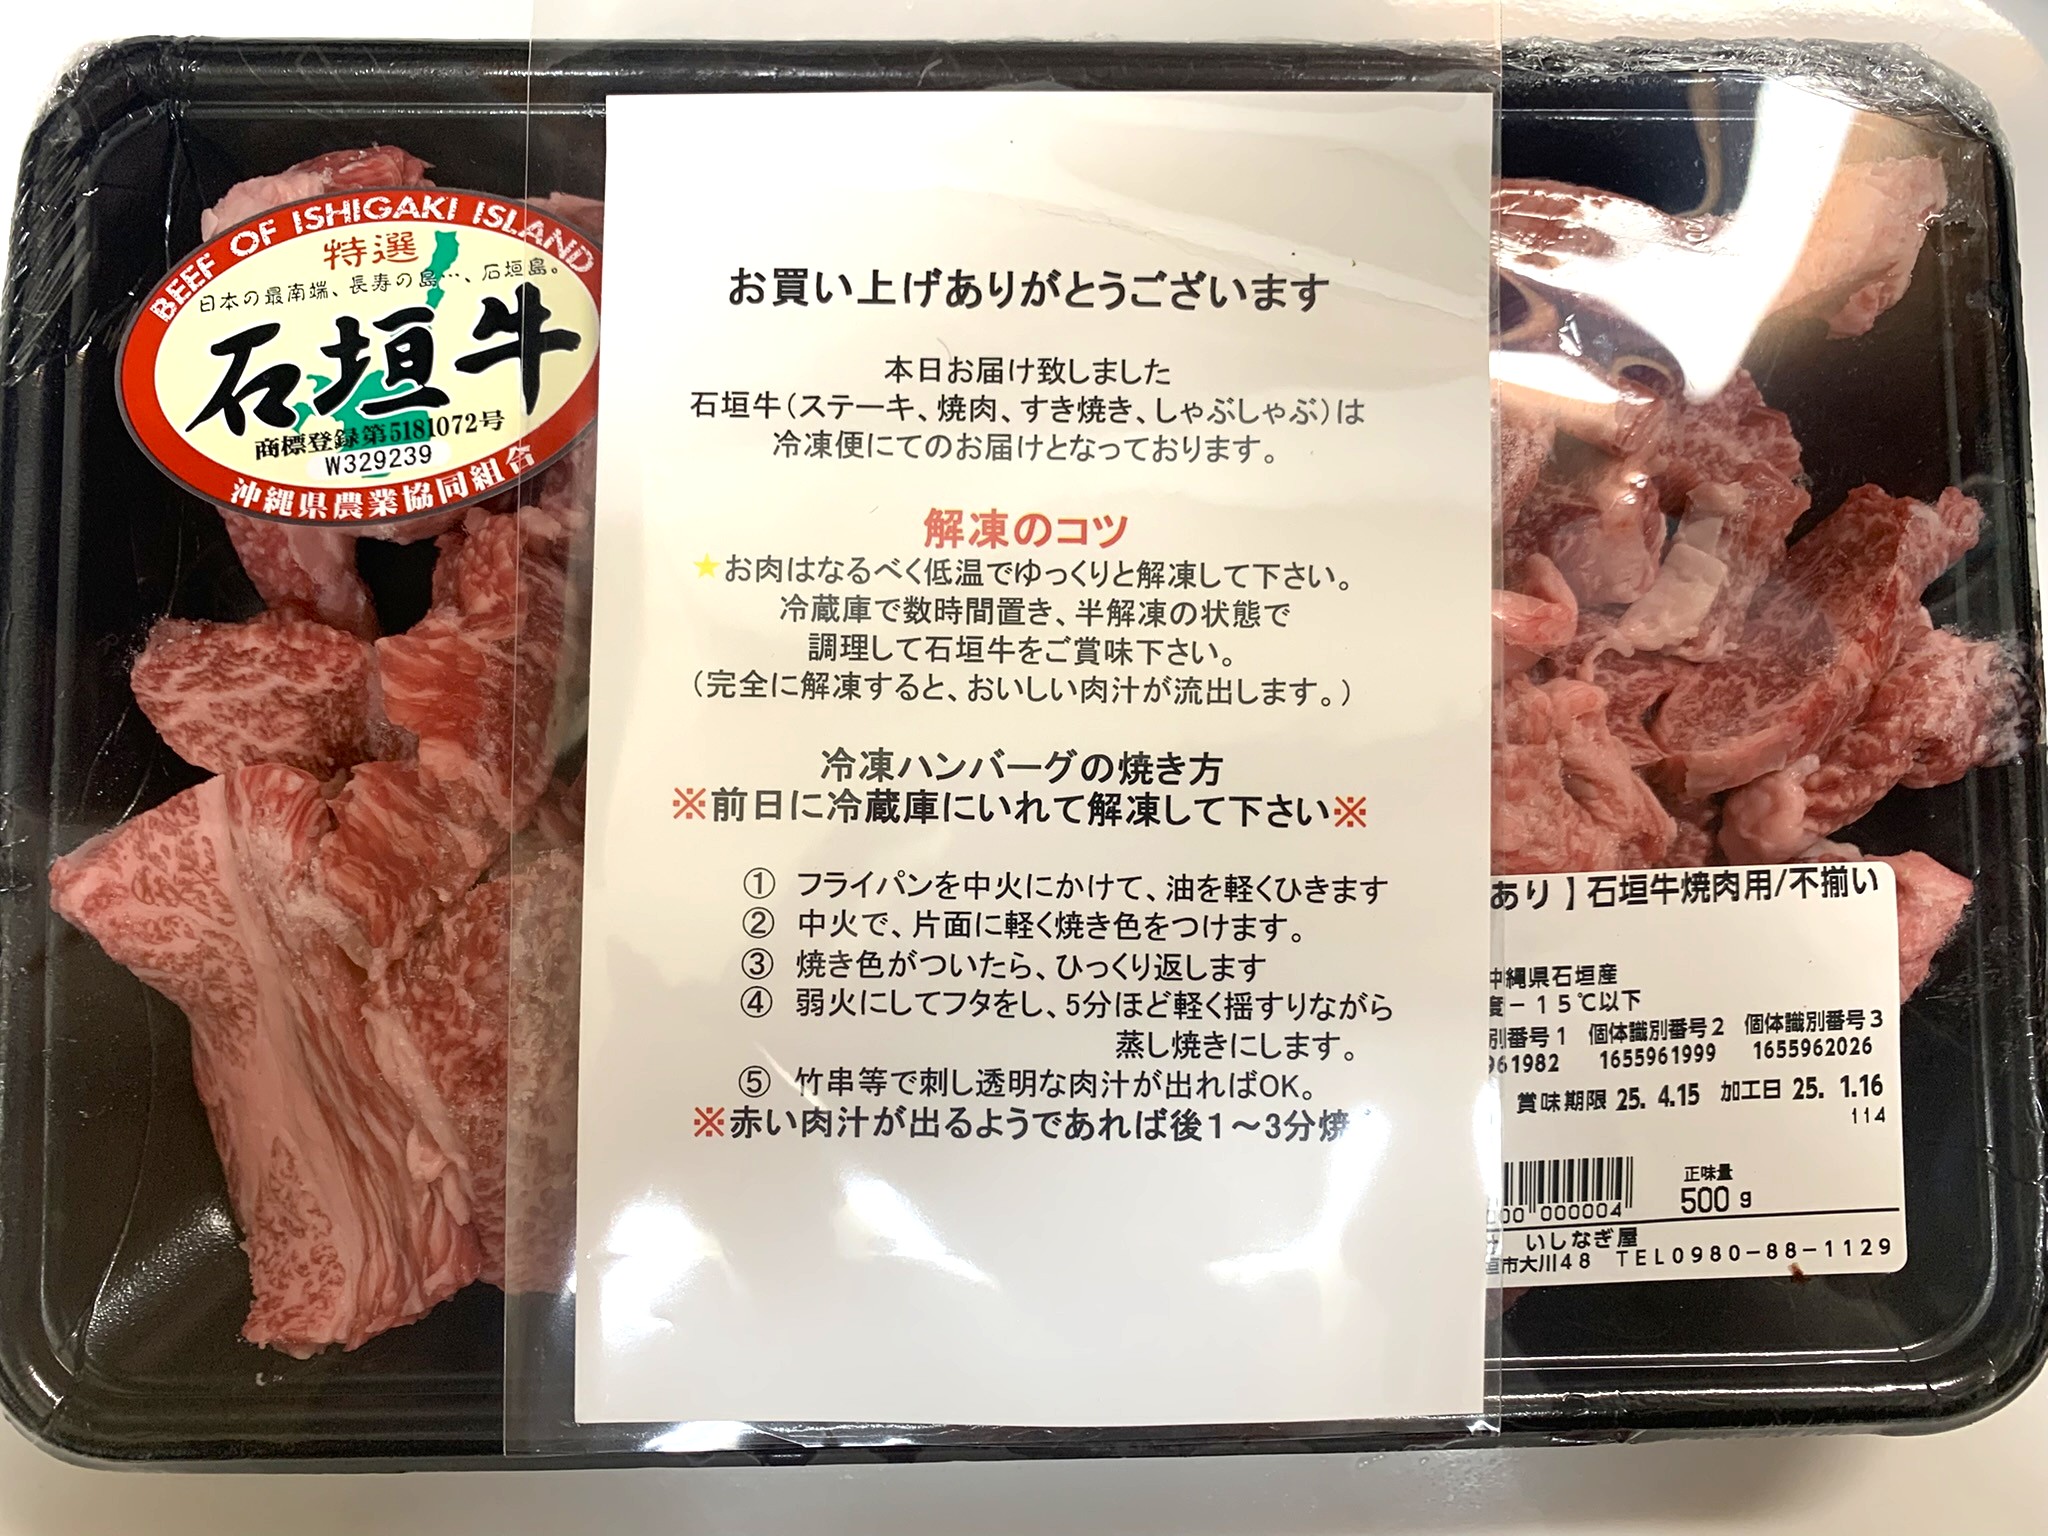 BEEF OF ISHIGAKI ISLAND
特選
日本の最南端、長寿の島…、石垣島。
石垣牛
商標登録第5181072号
W329239
沖縄県農業協同組合
お買い上げありがとうございます
本日お届け致しました
石垣牛（ステーキ、焼肉、すき焼き、しゃぶしゃぶ）は
冷凍便にてのお届けとなっております。
解凍のコツ
★お肉はなるべく低温でゆっくりと解凍して下さい。
冷蔵庫で数時間置き、半解凍の状態で
調理して石垣牛をご賞味下さい。
（完全に解凍すると、おいしい肉汁が流出します。）
冷凍ハンバーグの焼き方
※前日に冷蔵庫にいれて解凍して下さい※
① フライパンを中火にかけて、油を軽くひきます
② 中火で、片面に軽く焼き色をつけます。
③ 焼き色がついたら、ひっくり返します
④ 弱火にしてフタをし、5分ほど軽く揺すりながら
蒸し焼きにします。
⑤ 竹串等で刺し透明な肉汁が出ればOK。
※赤い肉汁が出るようであれば後１～３分焼
あり】石垣牛焼肉用/不揃い
沖縄県石垣産
度－１５℃以下
別番号１ 個体識別番号２ 個体識別番号３
961982 1655961999 1655962026
賞味期限 25. 4.15 加工日 25. 1.16
114
正味量
500 g
000000004
いしなぎ屋
垣市大川４８ ＴＥＬ０９８０－８８－１１２９